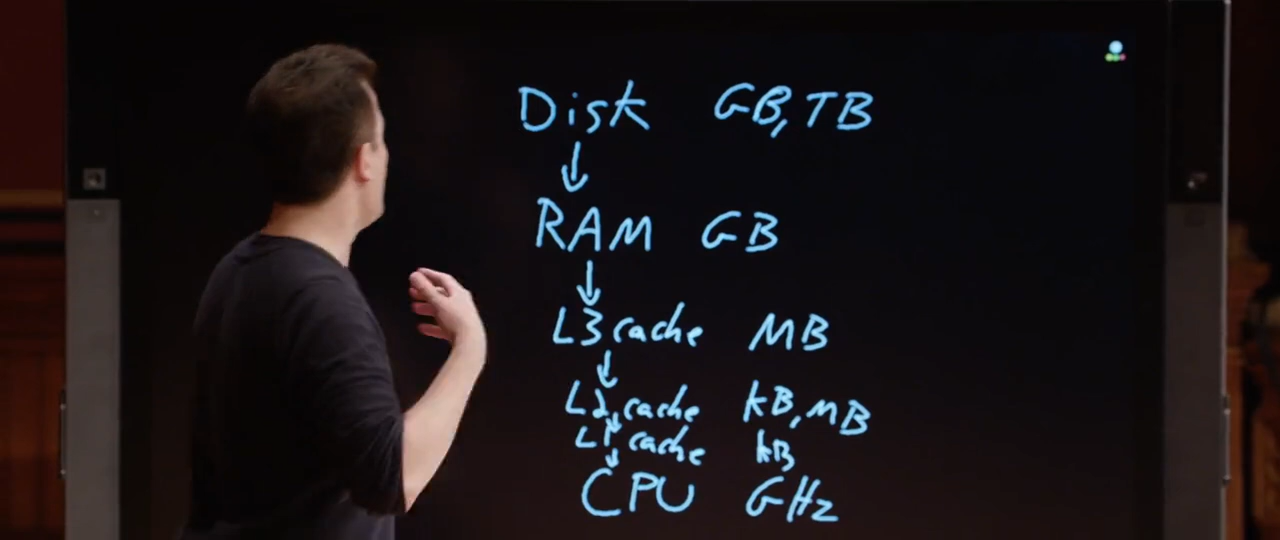 Disk GB, TB
↓
RAM GB
↓
L3 cache MB
↓
L2 cache kB, MB
↓
L1 cache kB
↓
CPU GHz